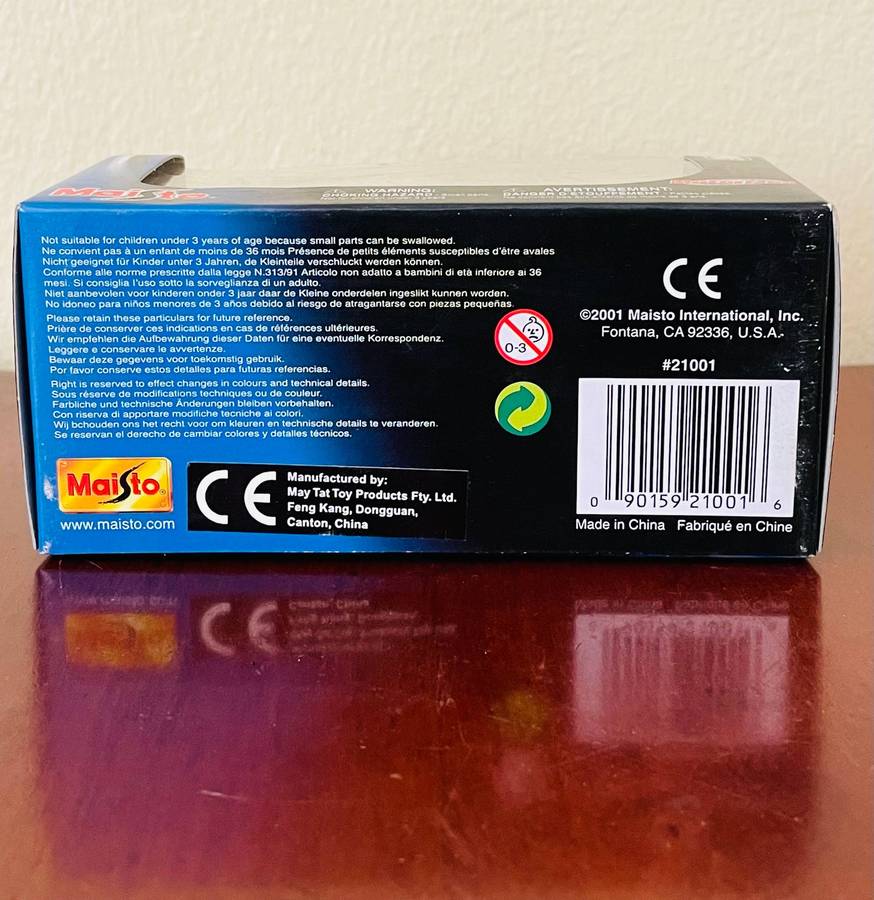 Maisto
WARNING:
CHOKING HAZARD - Small parts
AVERTISSEMENT:
DANGER D'ÉTOUFFEMENT - Petites pièces.
Not suitable for children under 3 years of age because small parts can be swallowed.
Ne convient pas à un enfant de moins de 36 mois Présence de petits éléments susceptibles d'être avales
Nicht geeignet für Kinder unter 3 Jahren, de Kleinteile verschluckt werden können.
Conforme alle norme prescritte dalla legge N.313/91 Articolo non adatto a bambini di età inferiore ai 36
mesi. Si consiglia l'uso sotto la sorveglianza di un adulto.
Niet aanbevolen voor kinderen onder 3 jaar daar de Kleine onderdelen ingeslikt kunnen worden.
No idoneo para niños menores de 3 años debido al riesgo de atragantarse con piezas pequeñas.
Please retain these particulars for future reference.
Prière de conserver ces indications en cas de références ultérieures.
Wir empfehlen die Aufbewahrung dieser Daten für eine eventuelle Korrespondenz.
Leggere e conservare le avvertenze.
Bewaar deze gegevens voor toekomstig gebruik.
Por favor conserve estos detalles para futuras referencias.
Right is reserved to effect changes in colours and technical details.
Sous réserve de modifications techniques ou de couleur.
Farbliche und technische Änderungen bleiben vorbehalten.
Con riserva di apportare modifiche tecniche ai colori.
Wij bchouden ons het recht voor om kleuren en technische details te veranderen.
Se reservan el derecho de cambiar colores y detalles técnicos.
Maisto®
www.maisto.com
CE
Manufactured by:
May Tat Toy Products Fty. Ltd.
Feng Kang, Dongguan,
Canton, China
0-3
CE
©2001 Maisto International, Inc.
Fontana, CA 92336, U.S.A.
#21001
0 90159 21001 6
Made in China Fabriqué en Chine